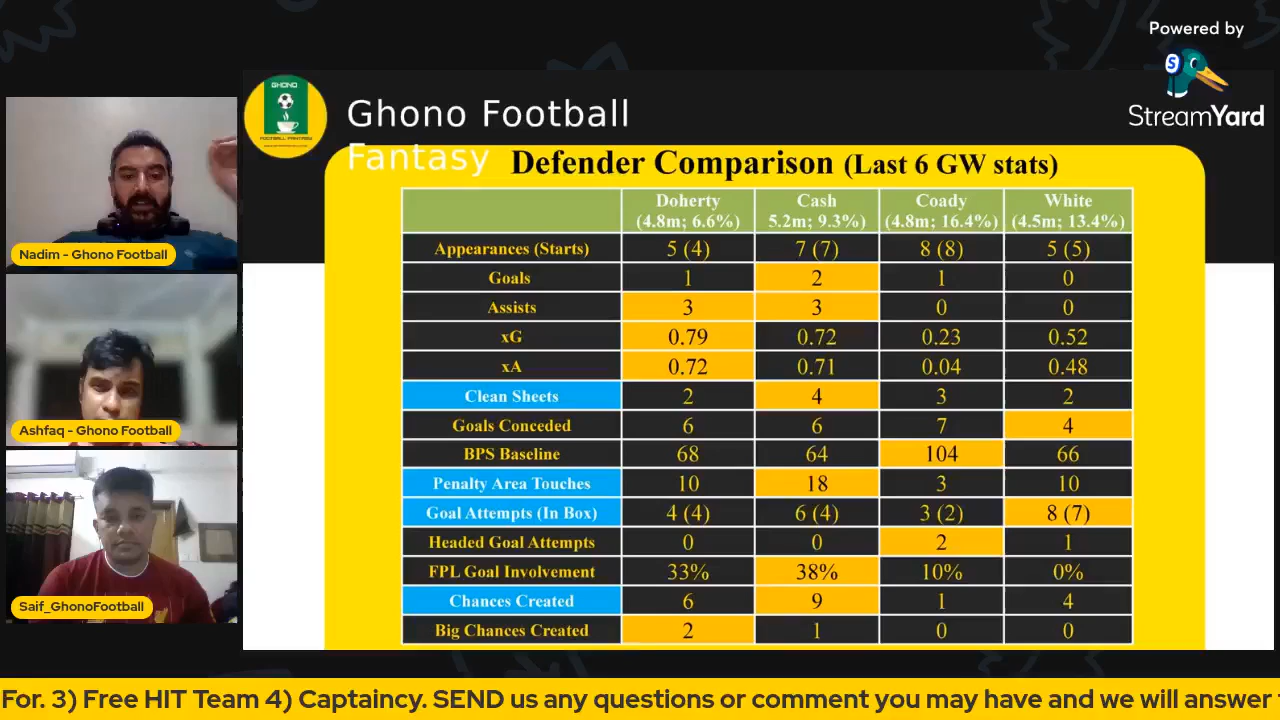 Powered by
StreamYard
GHONO
Ghono Football
Fantasy
Defender Comparison (Last 6 GW stats)
Doherty (4.8m; 6.6%) Cash 5.2m; 9.3%) Coady (4.8m; 16.4%) White (4.5m; 13.4%)
Appearances (Starts) 5 (4) 7 (7) 8 (8) 5 (5)
Goals 1 2 1 0
Assists 3 3 0 0
xG 0.79 0.72 0.23 0.52
xA 0.72 0.71 0.04 0.48
Clean Sheets 2 4 3 2
Goals Conceded 6 6 7 4
BPS Baseline 68 64 104 66
Penalty Area Touches 10 18 3 10
Goal Attempts (In Box) 4 (4) 6 (4) 3 (2) 8 (7)
Headed Goal Attempts 0 0 2 1
FPL Goal Involvement 33% 38% 10% 0%
Chances Created 6 9 1 4
Big Chances Created 2 1 0 0
Nadim - Ghono Football
Ashfaq - Ghono Football
Saif_GhonoFootball
For. 3) Free HIT Team 4) Captaincy. SEND us any questions or comment you may have and we will answer